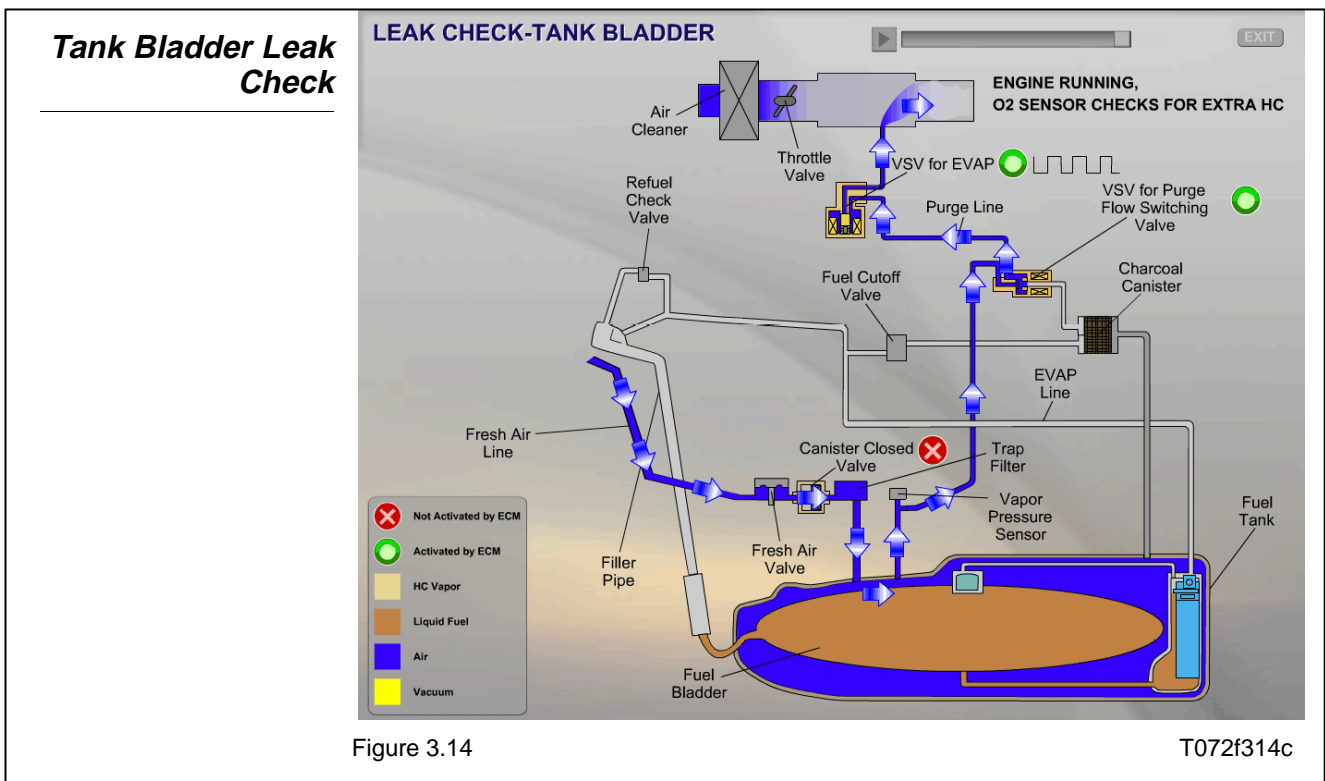 Tank Bladder Leak
Check
LEAK CHECK-TANK BLADDER
EXIT
ENGINE RUNNING,
O2 SENSOR CHECKS FOR EXTRA HC
Air
Cleaner
Throttle
Valve
VSV for EVAP
VSV for Purge
Flow Switching
Valve
Refuel
Check
Valve
Purge Line
Fuel Cutoff
Valve
Charcoal
Canister
EVAP
Line
Fresh Air
Line
Canister Closed
Valve
Trap
Filter
Vapor
Pressure
Sensor
Fuel
Tank
Filler
Pipe
Fresh Air
Valve
Fuel
Bladder
Not Activated by ECM
Activated by ECM
HC Vapor
Liquid Fuel
Air
Vacuum
Figure 3.14
T072f314c